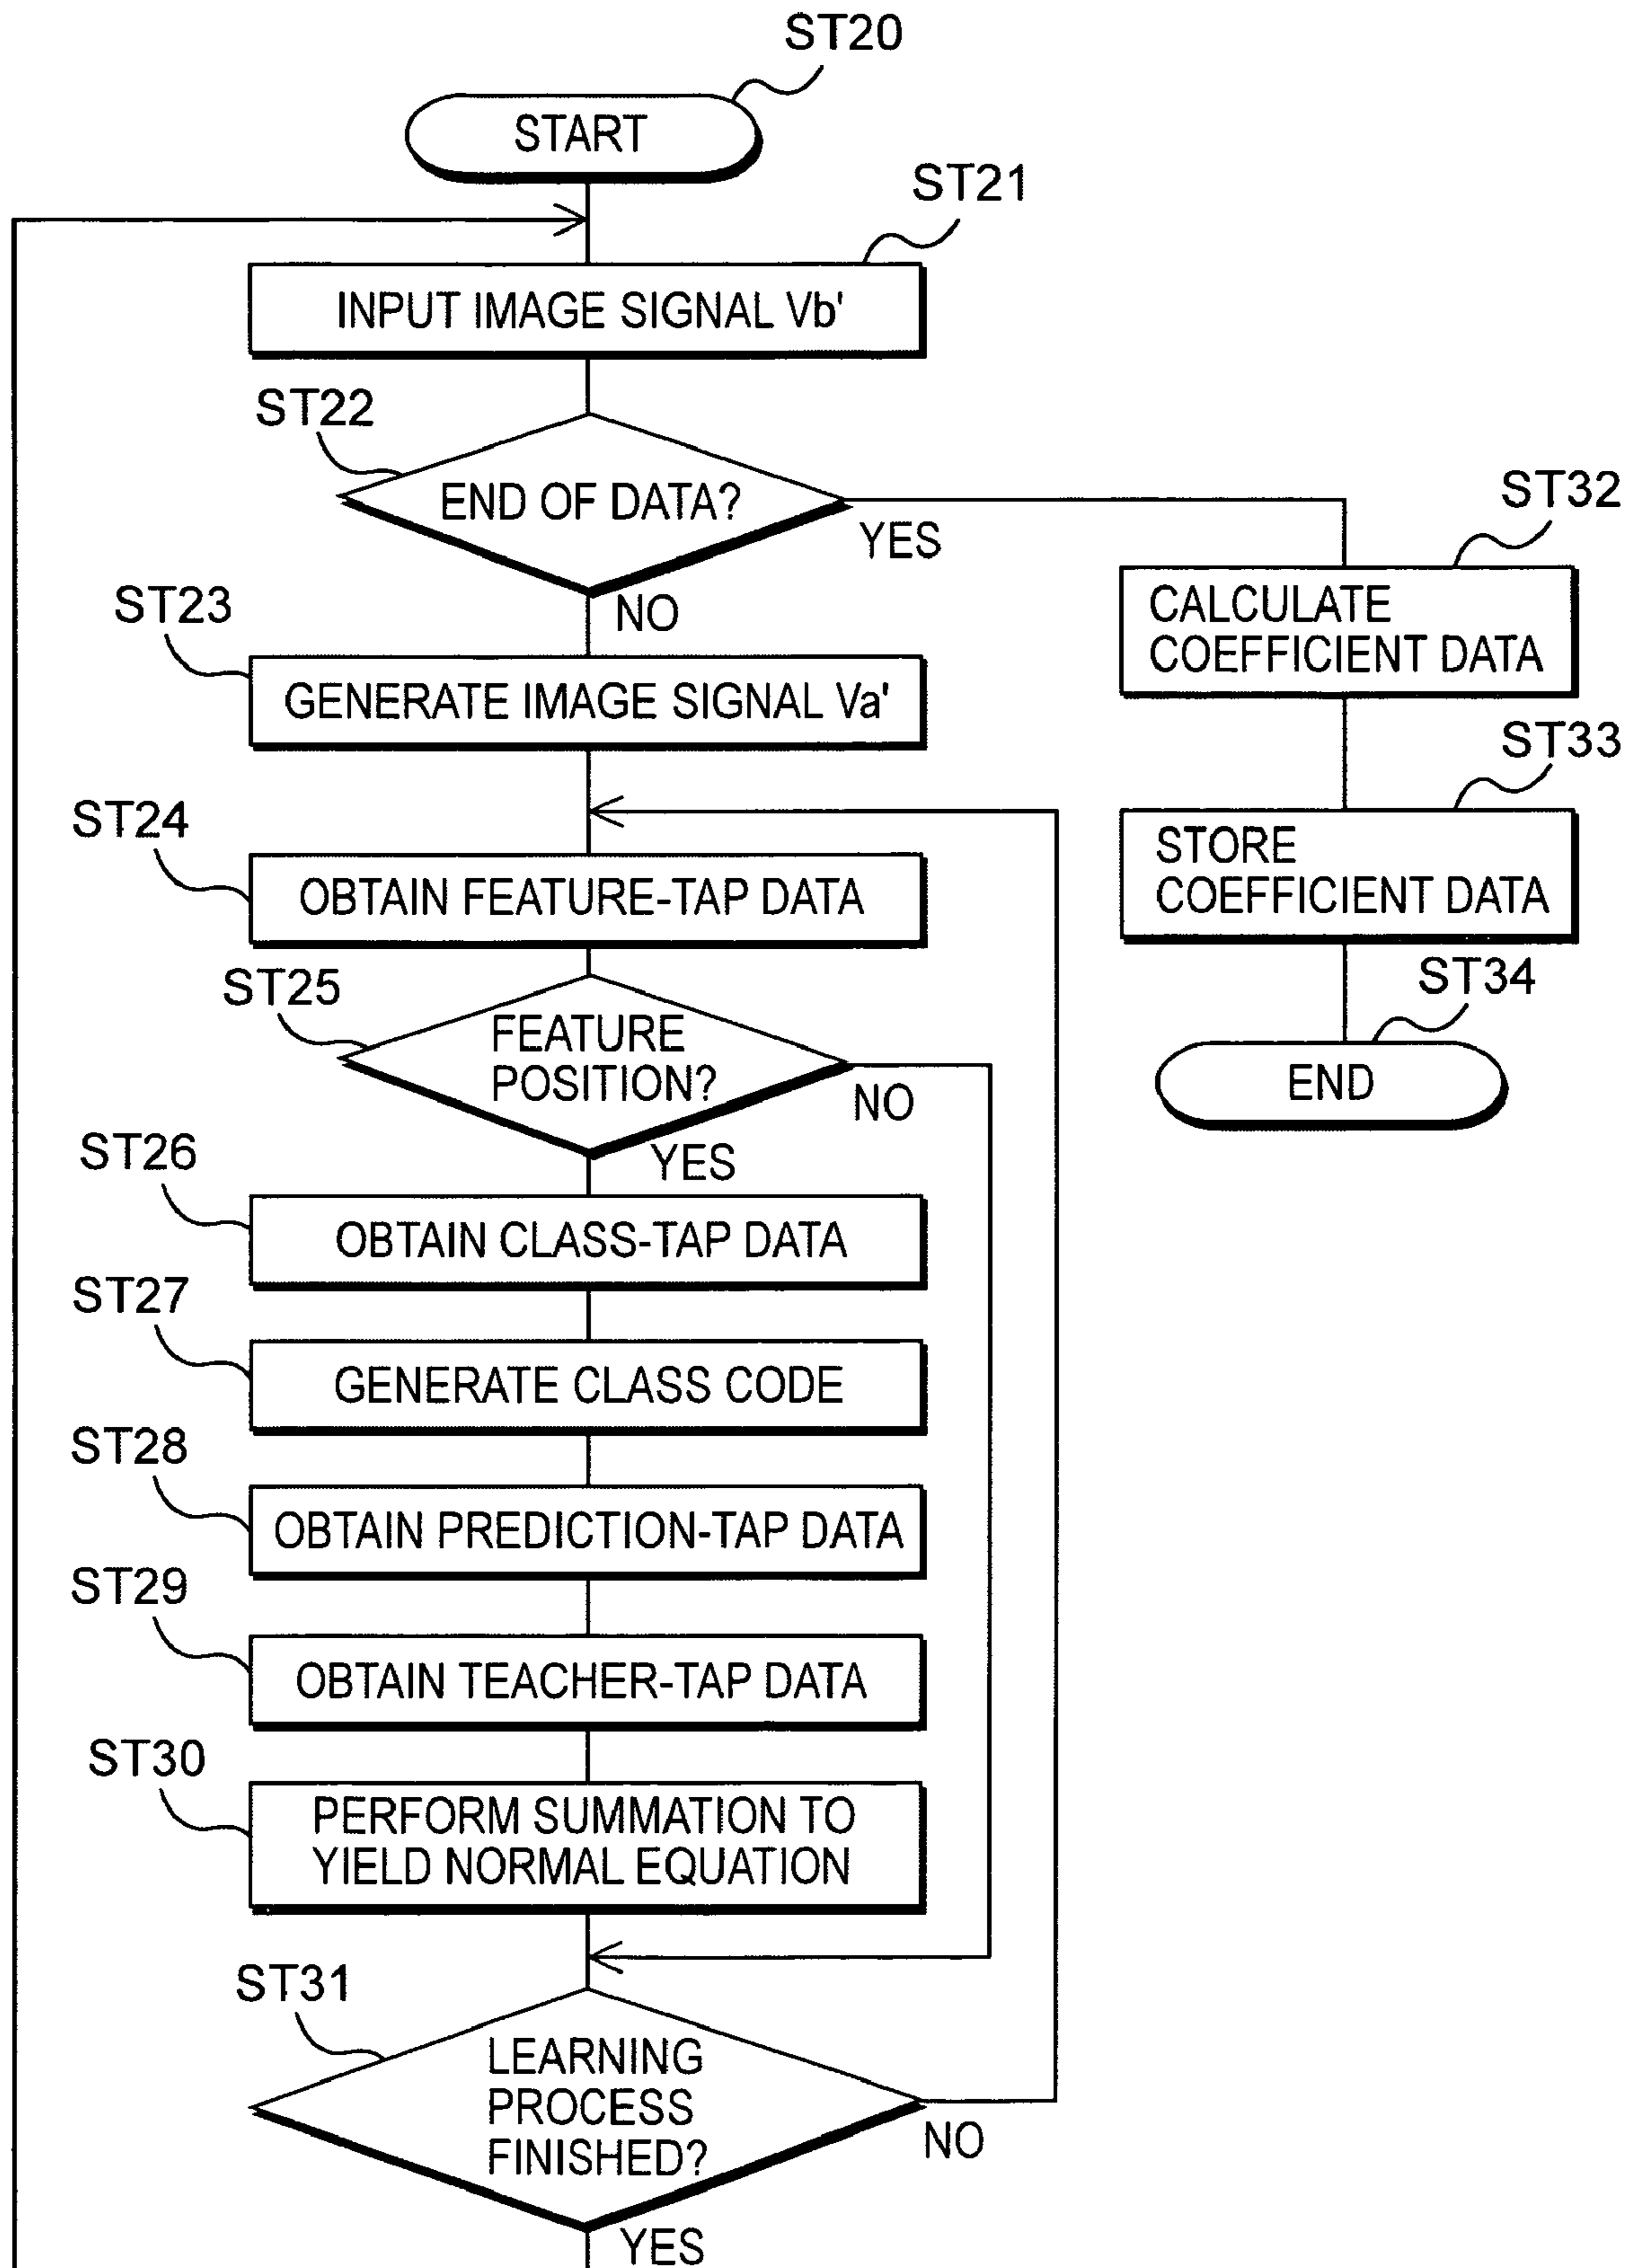 ST20
START
ST21
INPUT IMAGE SIGNAL Vb'
ST22
END OF DATA?
YES
NO
ST23
GENERATE IMAGE SIGNAL Va'
ST24
OBTAIN FEATURE-TAP DATA
ST25
FEATURE
POSITION?
NO
YES
ST26
OBTAIN CLASS-TAP DATA
ST27
GENERATE CLASS CODE
ST28
OBTAIN PREDICTION-TAP DATA
ST29
OBTAIN TEACHER-TAP DATA
ST30
PERFORM SUMMATION TO
YIELD NORMAL EQUATION
ST31
LEARNING
PROCESS
FINISHED?
NO
YES
ST32
CALCULATE
COEFFICIENT DATA
ST33
STORE
COEFFICIENT DATA
ST34
END